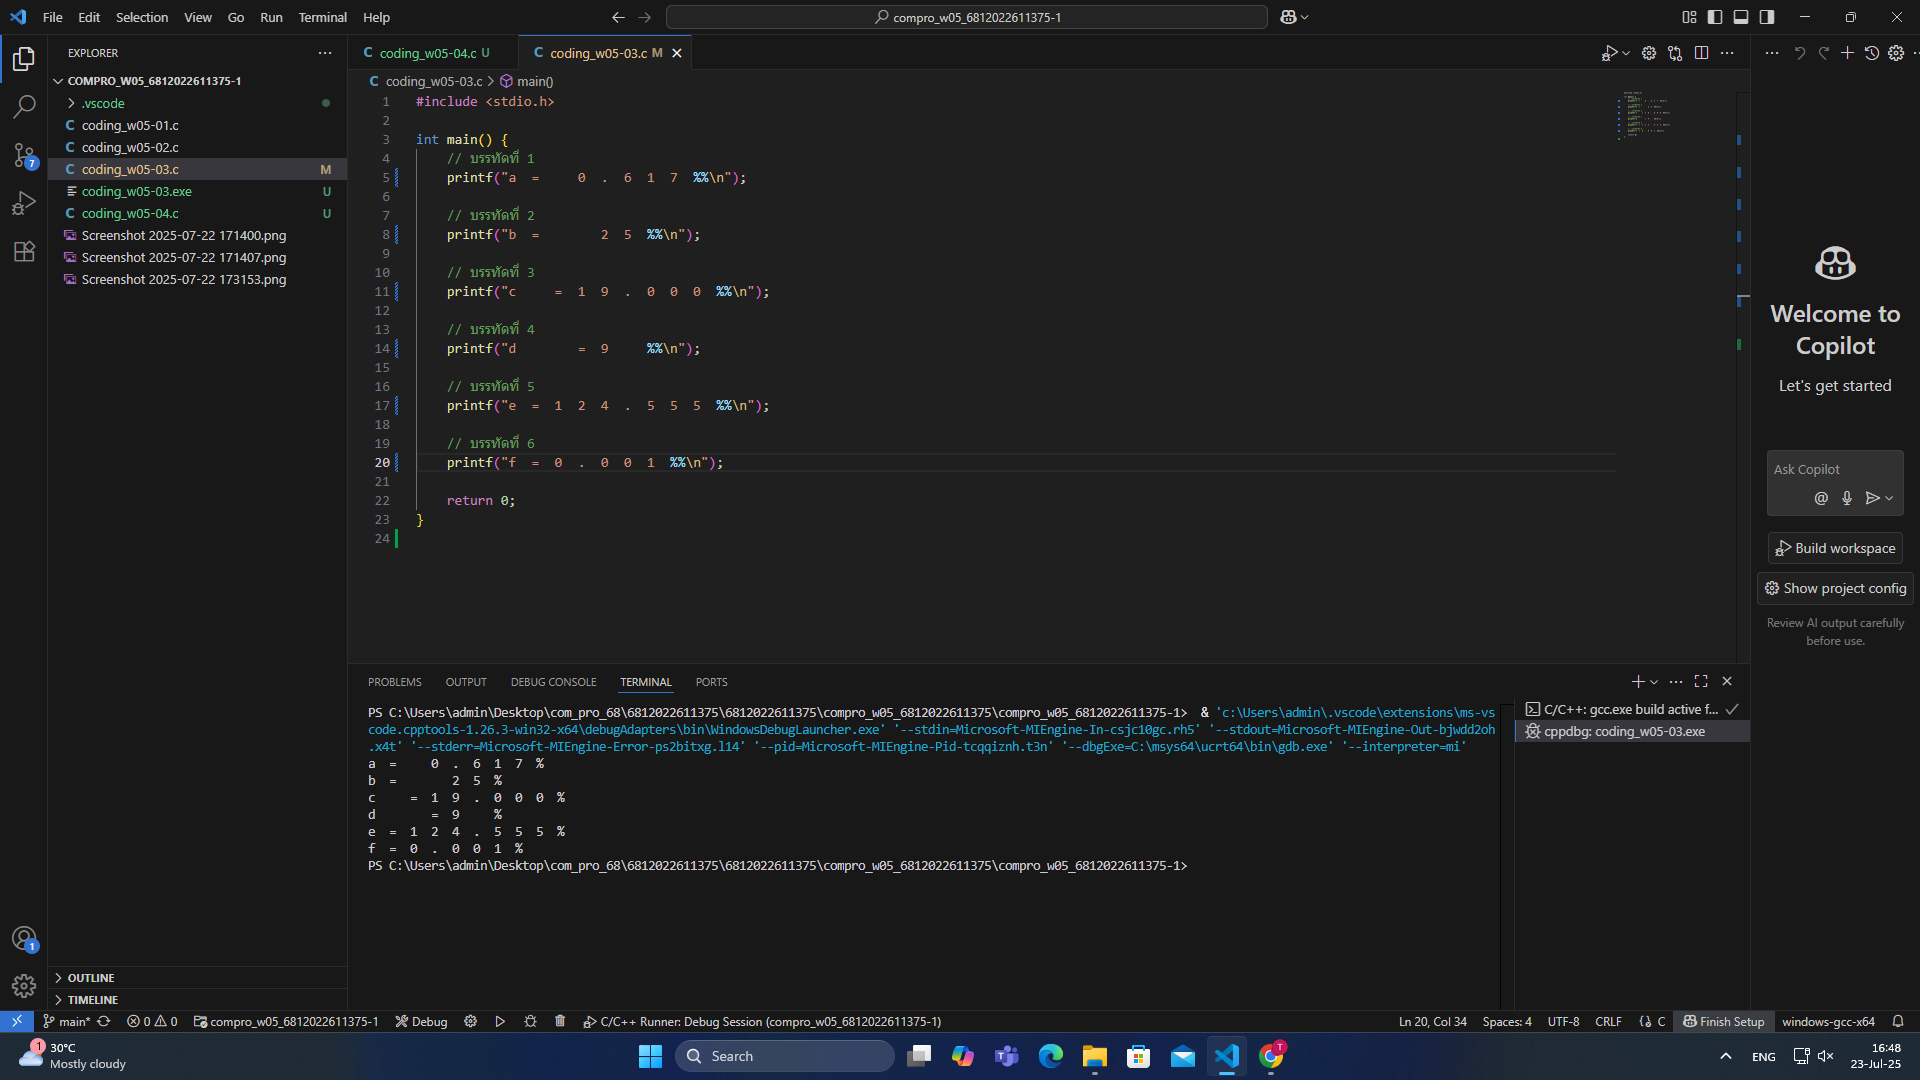 File Edit Selection View Go Run Terminal Help
compro_w05_6812022611375-1
EXPLORER
COMPRO_W05_6812022611375-1
.vscode
C coding_w05-01.c
C coding_w05-02.c
C coding_w05-03.c M
coding_w05-03.exe U
C coding_w05-04.c U
Screenshot 2025-07-22 171400.png
Screenshot 2025-07-22 171407.png
Screenshot 2025-07-22 173153.png
OUTLINE
TIMELINE
7
1
C coding_w05-04.c U
C coding_w05-03.c M
C coding_w05-03.c > main()
1 #include <stdio.h>
2
3 int main() {
4 // บรรทัดที่ 1
5 printf("a  =     0  .  6  1  7  %%\n");
6
7 // บรรทัดที่ 2
8 printf("b  =        2  5  %%\n");
9
10 // บรรทัดที่ 3
11 printf("c     =  1  9  .  0  0  0  %%\n");
12
13 // บรรทัดที่ 4
14 printf("d        =  9     %%\n");
15
16 // บรรทัดที่ 5
17 printf("e  =  1  2  4  .  5  5  5  %%\n");
18
19 // บรรทัดที่ 6
20 printf("f  =  0  .  0  0  1  %%\n");
21
22 return 0;
23 }
24
PROBLEMS OUTPUT DEBUG CONSOLE TERMINAL PORTS
PS C:\Users\admin\Desktop\com_pro_68\6812022611375\6812022611375\compro_w05_6812022611375\compro_w05_6812022611375-1>  & 'c:\Users\admin\.vscode\extensions\ms-vs
code.cpptools-1.26.3-win32-x64\debugAdapters\bin\WindowsDebugLauncher.exe' '--stdin=Microsoft-MIEngine-In-csjc10gc.rh5' '--stdout=Microsoft-MIEngine-Out-bjwdd2oh
.x4t' '--stderr=Microsoft-MIEngine-Error-ps2bitxg.l14' '--pid=Microsoft-MIEngine-Pid-tcqqiznh.t3n' '--dbgExe=C:\msys64\ucrt64\bin\gdb.exe' '--interpreter=mi'
a  =     0  .  6  1  7  %
b  =        2  5  %
c     =  1  9  .  0  0  0  %
d        =  9     %
e  =  1  2  4  .  5  5  5  %
f  =  0  .  0  0  1  %
PS C:\Users\admin\Desktop\com_pro_68\6812022611375\6812022611375\compro_w05_6812022611375\compro_w05_6812022611375-1>
C/C++: gcc.exe build active f...
cppdbg: coding_w05-03.exe
Welcome to
Copilot
Let's get started
Ask Copilot
@
Build workspace
Show project config
Review AI output carefully
before use.
main* 0 0 compro_w05_6812022611375-1 Debug C/C++ Runner: Debug Session (compro_w05_6812022611375-1)
Ln 20, Col 34 Spaces: 4 UTF-8 CRLF {} C Finish Setup windows-gcc-x64
1
30°C
Mostly cloudy
Search
T
ENG
16:48
23-Jul-25